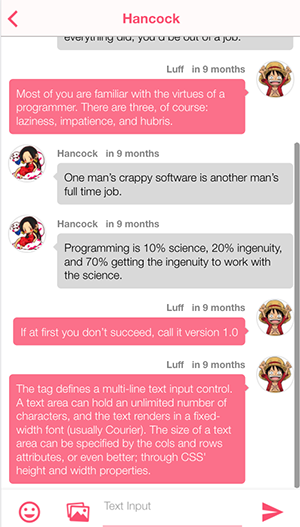 Hancock
everything did, you'd be out of a job.
Luff in 9 months
Most of you are familiar with the virtues of a
programmer. There are three, of course:
laziness, impatience, and hubris.
Hancock in 9 months
One man's crappy software is another man's
full time job.
Hancock in 9 months
Programming is 10% science, 20% ingenuity,
and 70% getting the ingenuity to work with
the science.
Luff in 9 months
If at first you don't succeed, call it version 1.0
Luff in 9 months
The tag defines a multi-line text input control.
A text area can hold an unlimited number of
characters, and the text renders in a fixed-
width font (usually Courier). The size of a text
area can be specified by the cols and rows
attributes, or even better; through CSS'
height and width properties.
Text Input